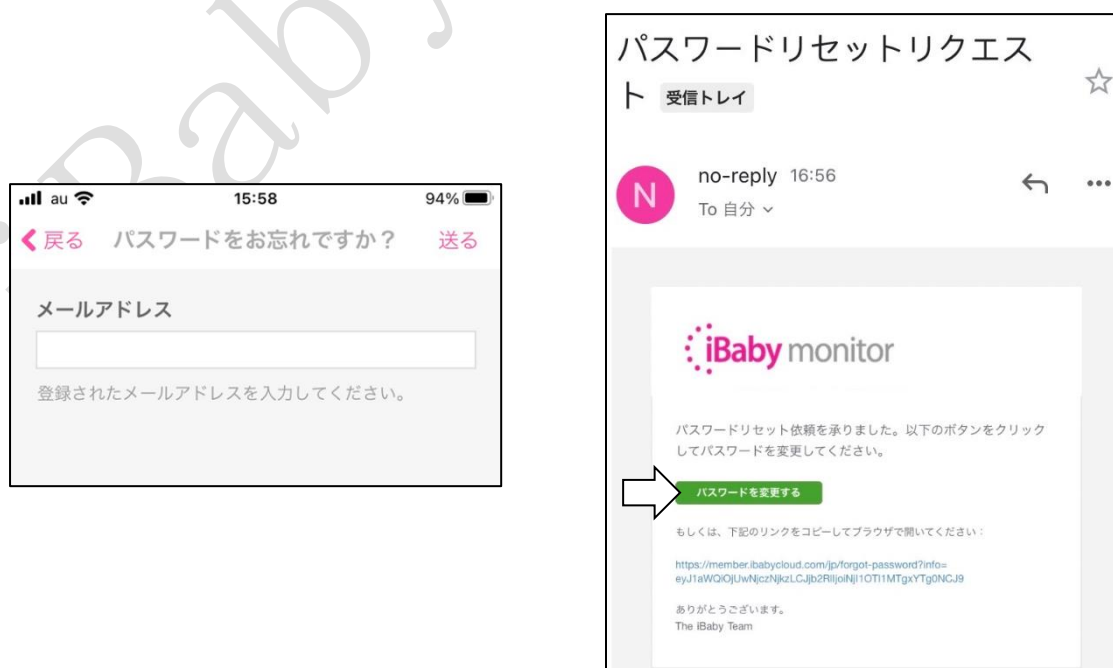 iBaby
au
15:58
94%
戻る
パスワードをお忘れですか？
送る
メールアドレス
登録されたメールアドレスを入力してください。
パスワードリセットリクエス
ト 受信トレイ
N
no-reply 16:56
To 自分
iBaby monitor
パスワードリセット依頼を承りました。以下のボタンをクリック
してパスワードを変更してください。
パスワードを変更する
もしくは、下記のリンクをコピーしてブラウザで開いてください：
https://member.ibabycloud.com/jp/forgot-password?info=
ありがとうございます。
The iBaby Team